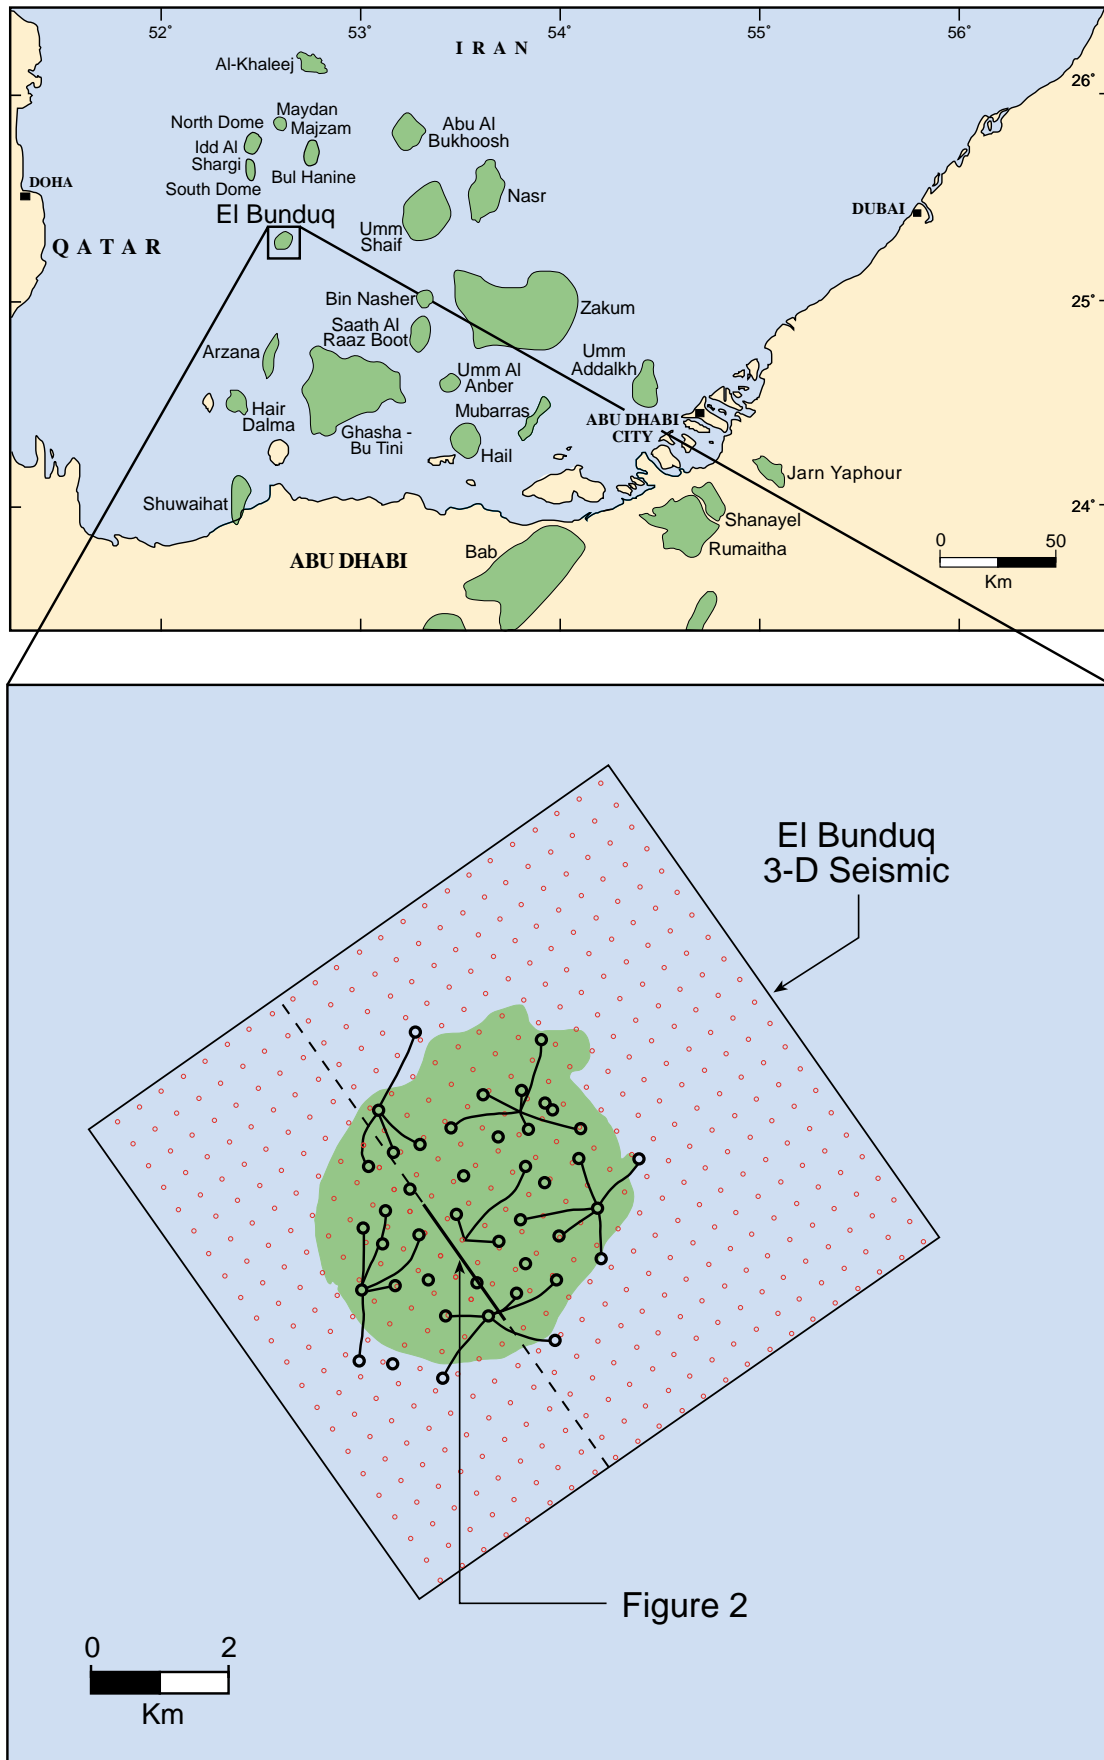 52°
53°
54°
55°
56°
I R A N
Al-Khaleej
26°
Maydan
Majzam
North Dome
Abu Al
Bukhoosh
Idd Al
Shargi
Bul Hanine
DOHA
South Dome
Nasr
El Bunduq
Umm
Shaif
DUBAI
Q A T A R
Bin Nasher
25°
Zakum
Saath Al
Raaz Boot
Arzana
Umm
Addalkh
Umm Al
Anber
Hair
Dalma
Mubarras
ABU DHABI
CITY
Ghasha -
Bu Tini
Hail
Jarn Yaphour
Shuwaihat
24°
Shanayel
Rumaitha
Bab
ABU DHABI
0 50
Km
El Bunduq
3-D Seismic
Figure 2
0 2
Km